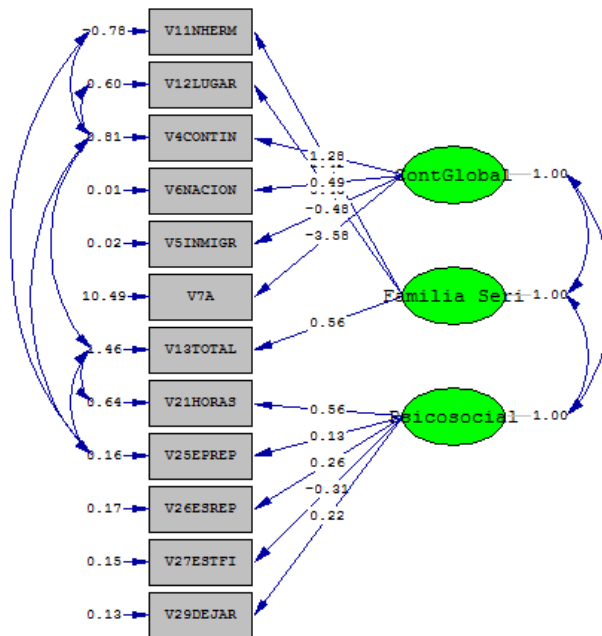 -0.78 V11NHERM
0.60 V12LUGAR
0.81 V4CONTIN
0.01 V6NACION
0.02 V5INMIGR
10.49 V7A
1.46 V13TOTAL
0.64 V21HORAS
0.16 V25EPREP
0.17 V26ESREP
0.15 V27ESTFI
0.13 V29DEJAR
1.28
0.49
-0.48
-3.58
0.56
0.56
0.13
0.26
-0.31
0.22
ContGlobal 1.00
Familia Seri 1.00
Psicosocial 1.00